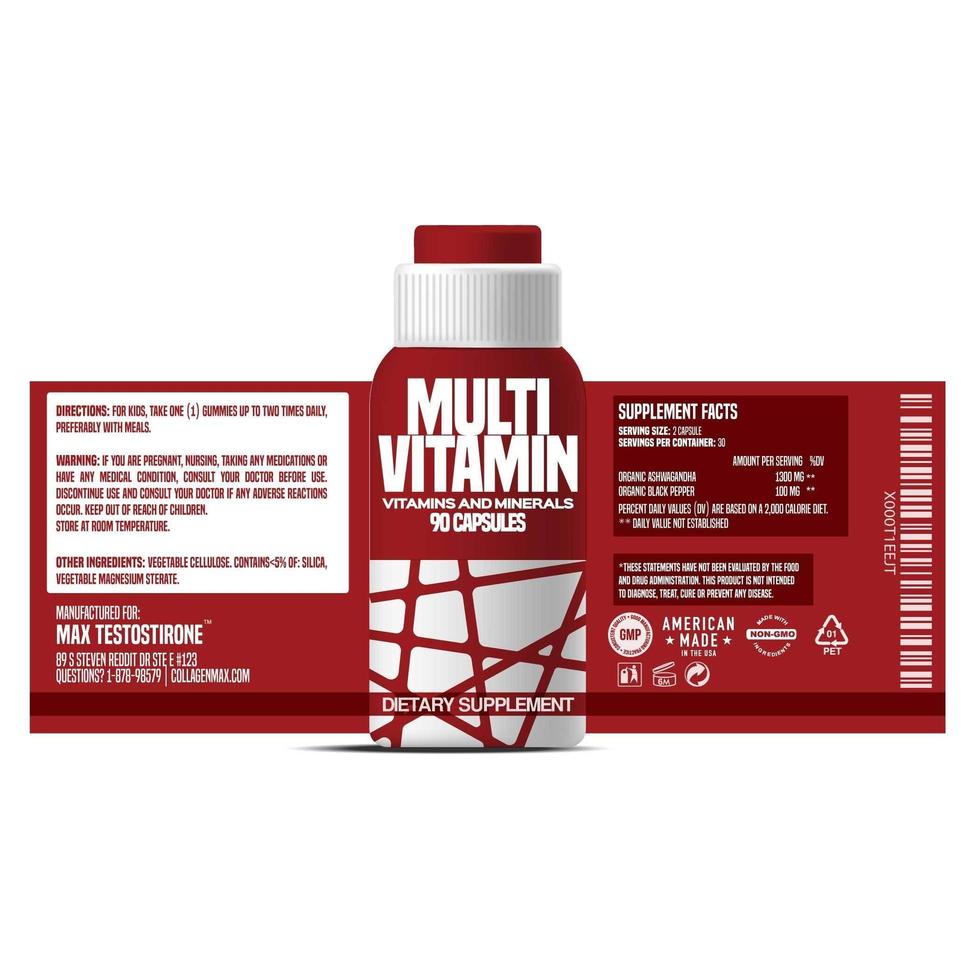 DIRECTIONS: FOR KIDS, TAKE ONE (1) GUMMIES UP TO TWO TIMES DAILY,
PREFERABLY WITH MEALS.
WARNING: IF YOU ARE PREGNANT, NURSING, TAKING ANY MEDICATIONS OR
HAVE ANY MEDICAL CONDITION, CONSULT YOUR DOCTOR BEFORE USE.
DISCONTINUE USE AND CONSULT YOUR DOCTOR IF ANY ADVERSE REACTIONS
OCCUR. KEEP OUT OF REACH OF CHILDREN.
STORE AT ROOM TEMPERATURE.
OTHER INGREDIENTS: VEGETABLE CELLULOSE. CONTAINS<5% OF: SILICA,
VEGETABLE MAGNESIUM STERATE.
MANUFACTURED FOR:
MAX TESTOSTIRONE™
89 S STEVEN REDDIT DR STE E #123
QUESTIONS? 1-878-98579 | COLLAGENMAX.COM
MULTI
VITAMIN
VITAMINS AND MINERALS
90 CAPSULES
DIETARY SUPPLEMENT
SUPPLEMENT FACTS
SERVING SIZE: 2 CAPSULE
SERVINGS PER CONTAINER: 30
AMOUNT PER SERVING %DV
ORGANIC ASHWAGANDHA 1300 MG **
ORGANIC BLACK PEPPER 100 MG **
PERCENT DAILY VALUES (DV) ARE BASED ON A 2,000 CALORIE DIET.
** DAILY VALUE NOT ESTABLISHED
*THESE STATEMENTS HAVE NOT BEEN EVALUATED BY THE FOOD
AND DRUG ADMINISTRATION. THIS PRODUCT IS NOT INTENDED
TO DIAGNOSE, TREAT, CURE OR PREVENT ANY DISEASE.
CONSISTENT QUALITY • GOOD MANUFACTURING PRACTICE •
GMP
AMERICAN
MADE
IN THE USA
MADE WITH
NON-GMO
INGREDIENTS
01
PET
6M
X000T1EEJT